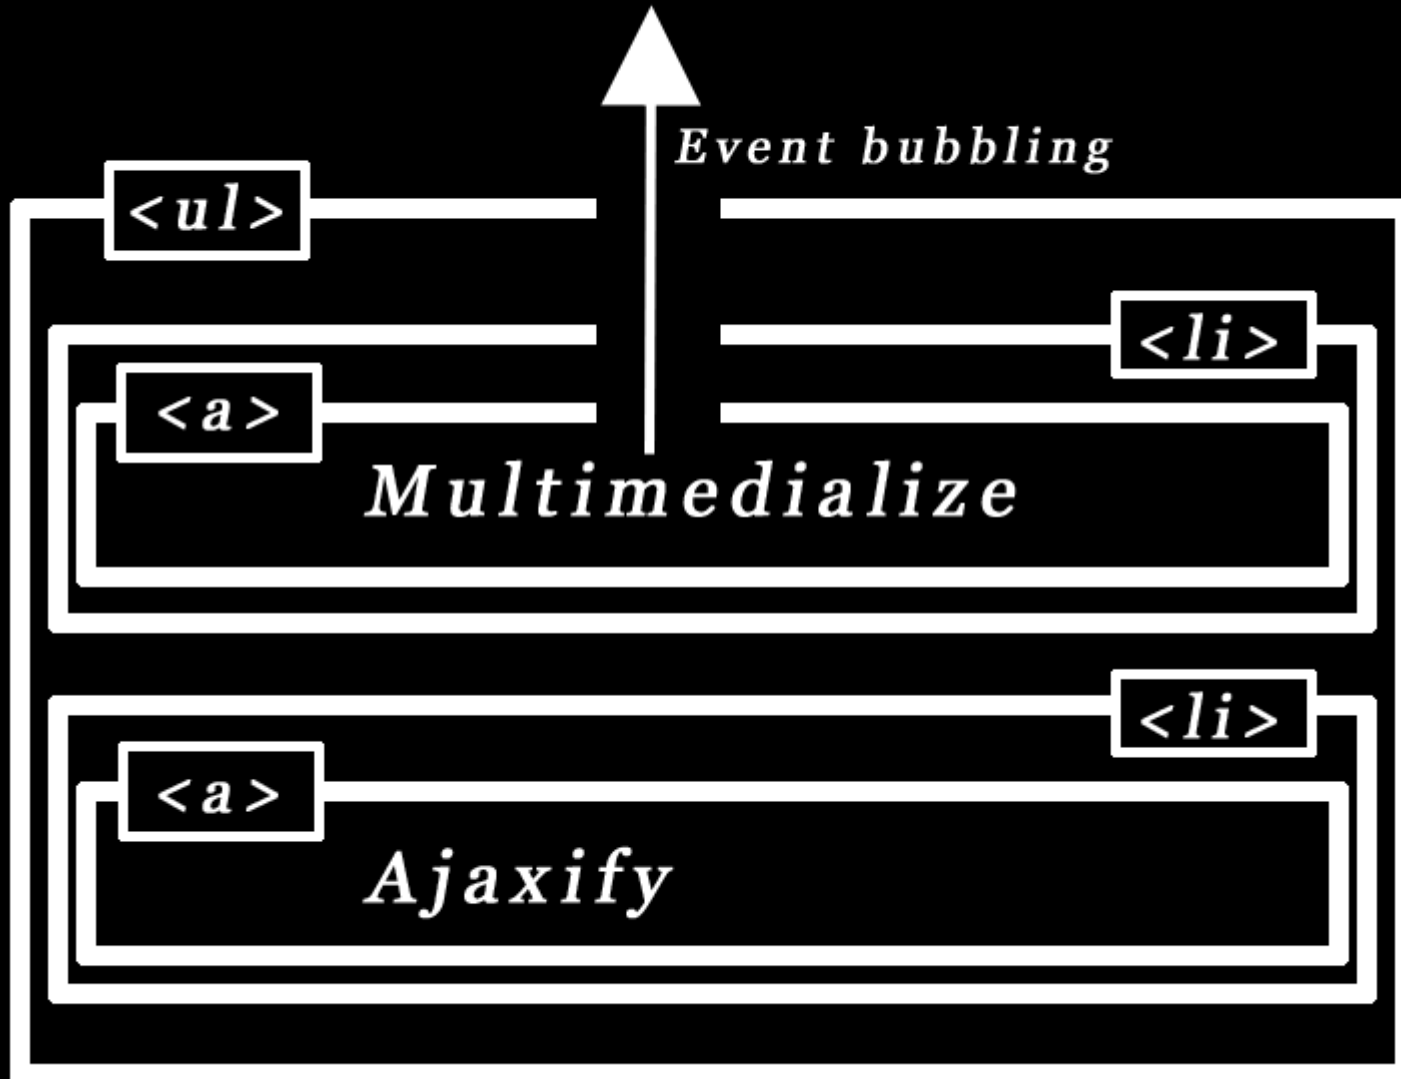 Event bubbling
<ul>
<li>
<a>
Multimedialize
<li>
<a>
Ajaxify